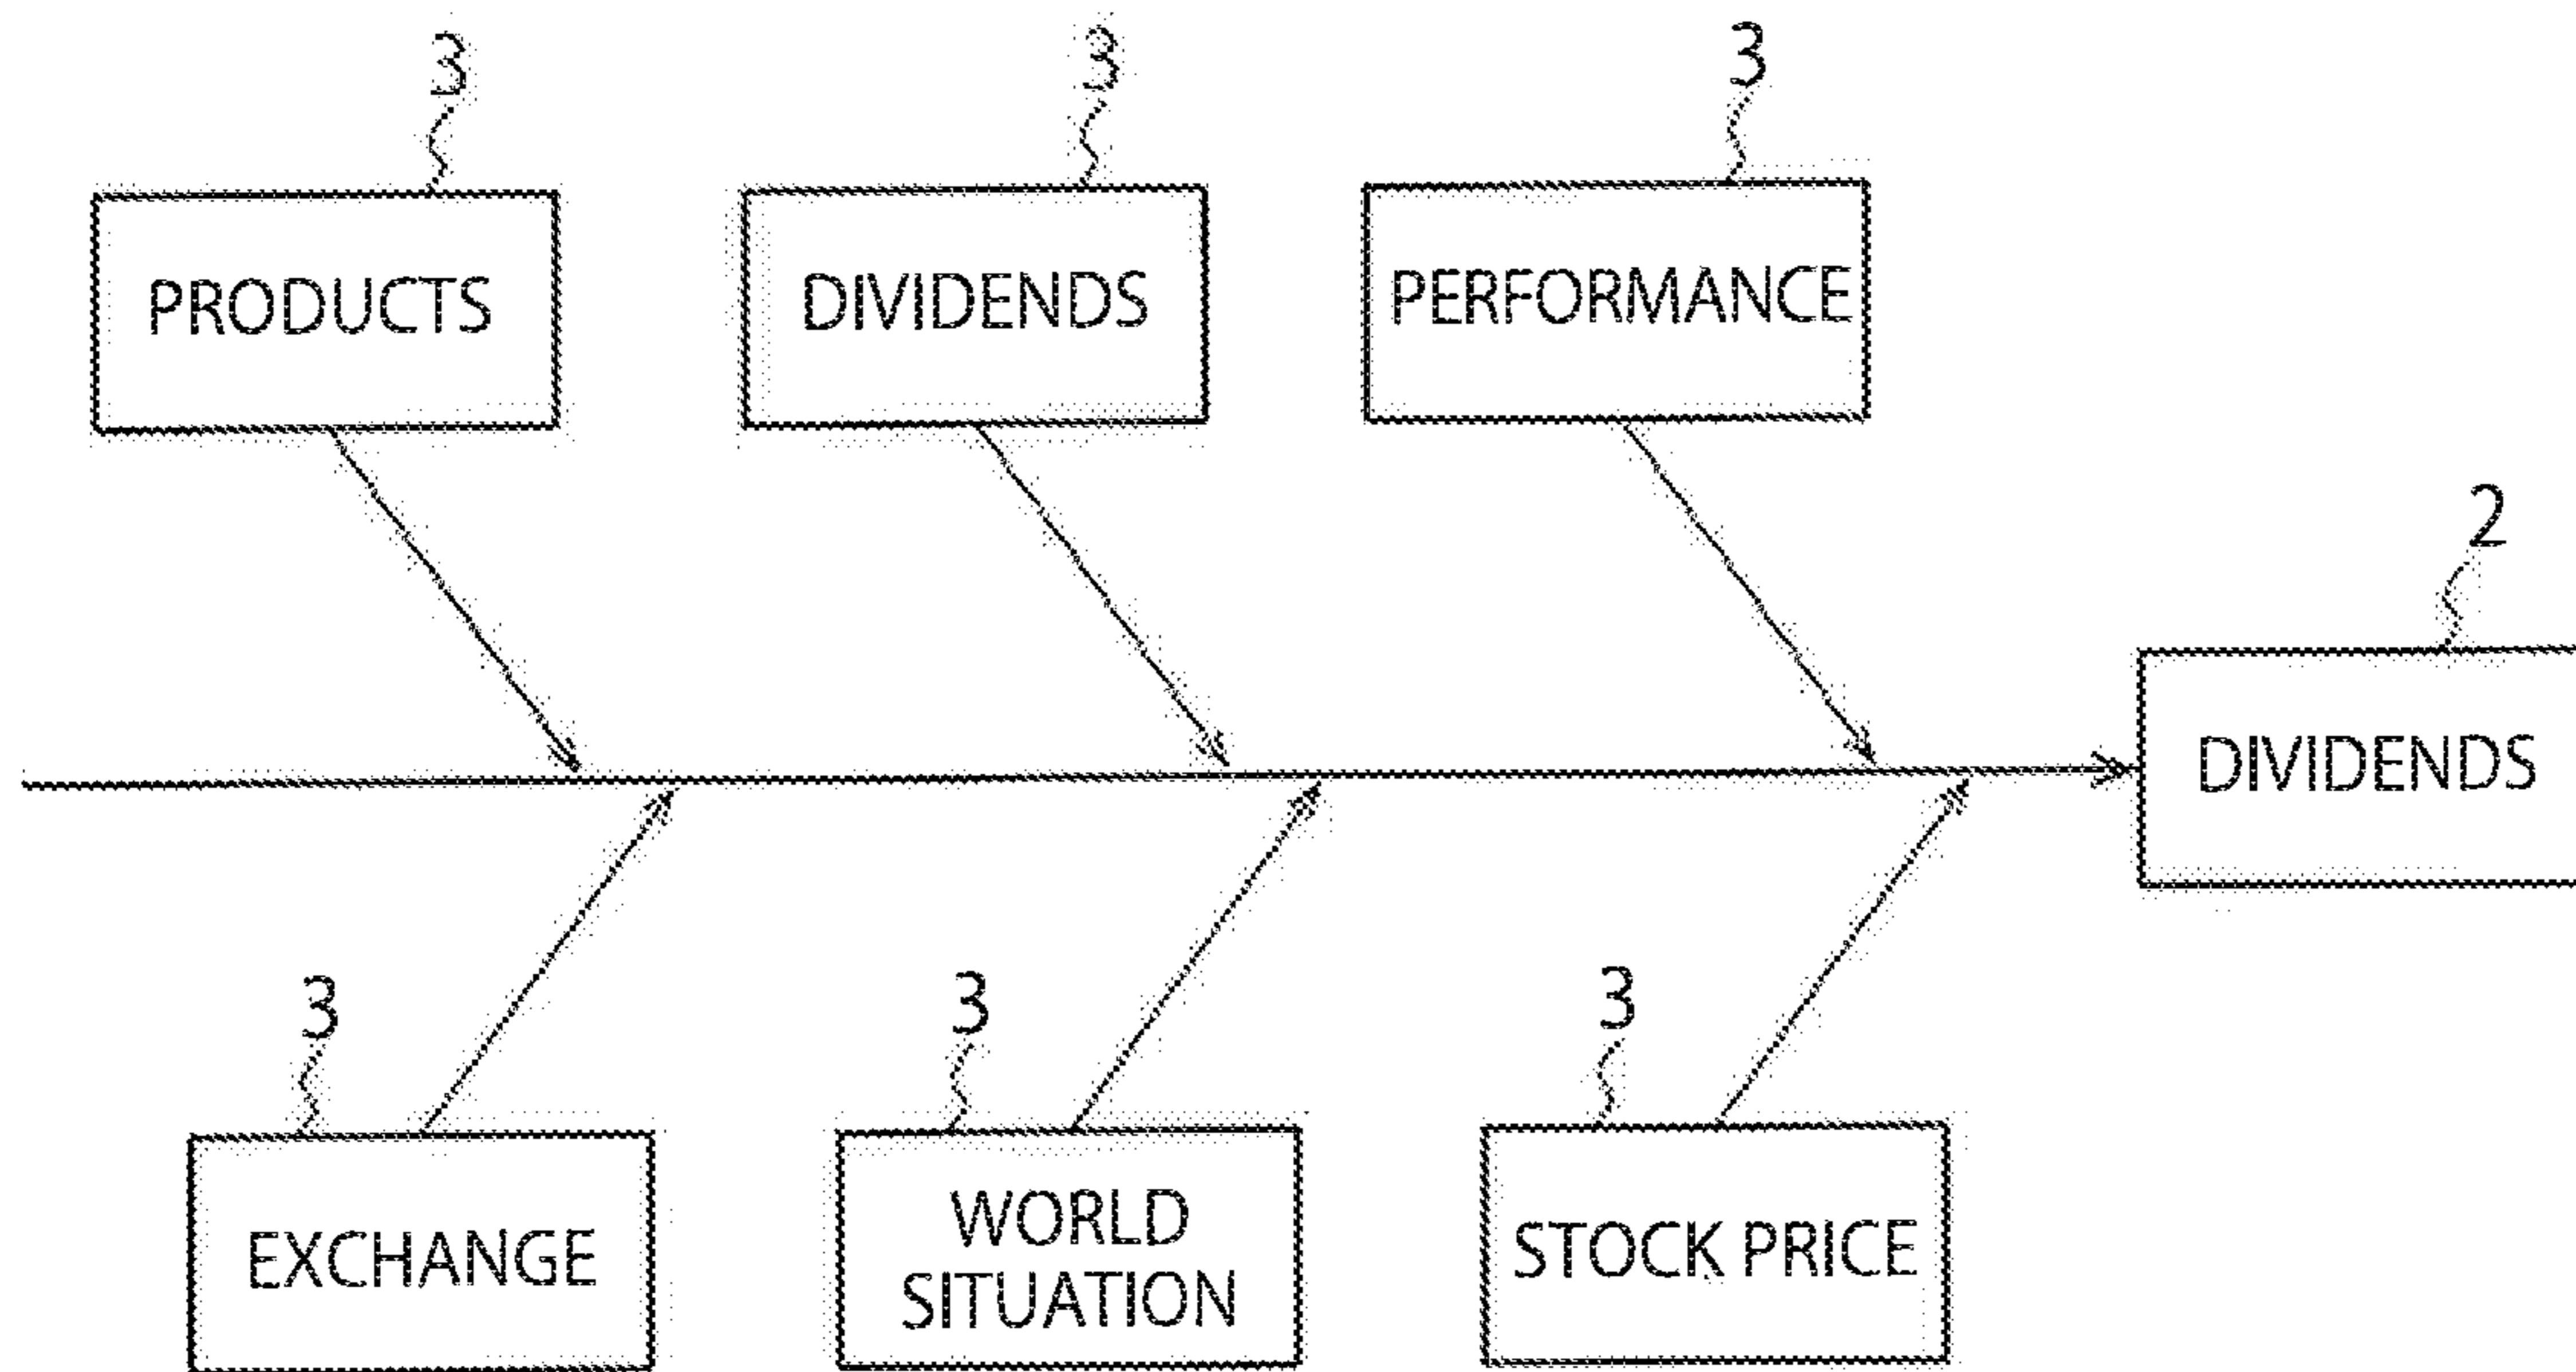 3
3
3
PRODUCTS
DIVIDENDS
PERFORMANCE
2
DIVIDENDS
3
3
3
EXCHANGE
WORLD
SITUATION
STOCK PRICE